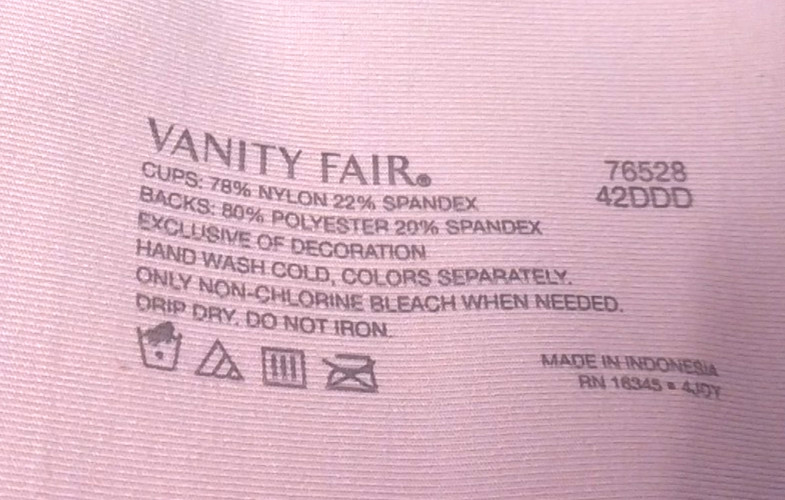 VANITY FAIR®
CUPS: 78% NYLON 22% SPANDEX
BACKS: 80% POLYESTER 20% SPANDEX
EXCLUSIVE OF DECORATION
HAND WASH COLD, COLORS SEPARATELY.
ONLY NON-CHLORINE BLEACH WHEN NEEDED.
DRIP DRY. DO NOT IRON.
76528
42DDD
MADE IN INDONESIA
RN 16345 ■ 4JDY